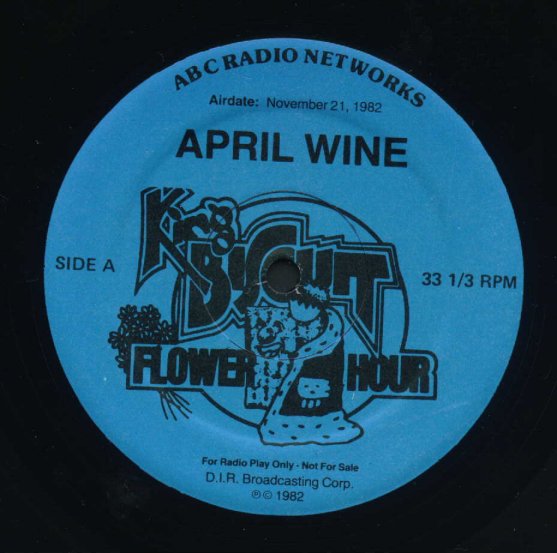 ABC RADIO NETWORKS
Airdate: November 21, 1982
APRIL WINE
King
BISCUIT
SIDE A
33 1/3 RPM
FLOWER HOUR
For Radio Play Only - Not For Sale
D.I.R. Broadcasting Corp.
℗ © 1982